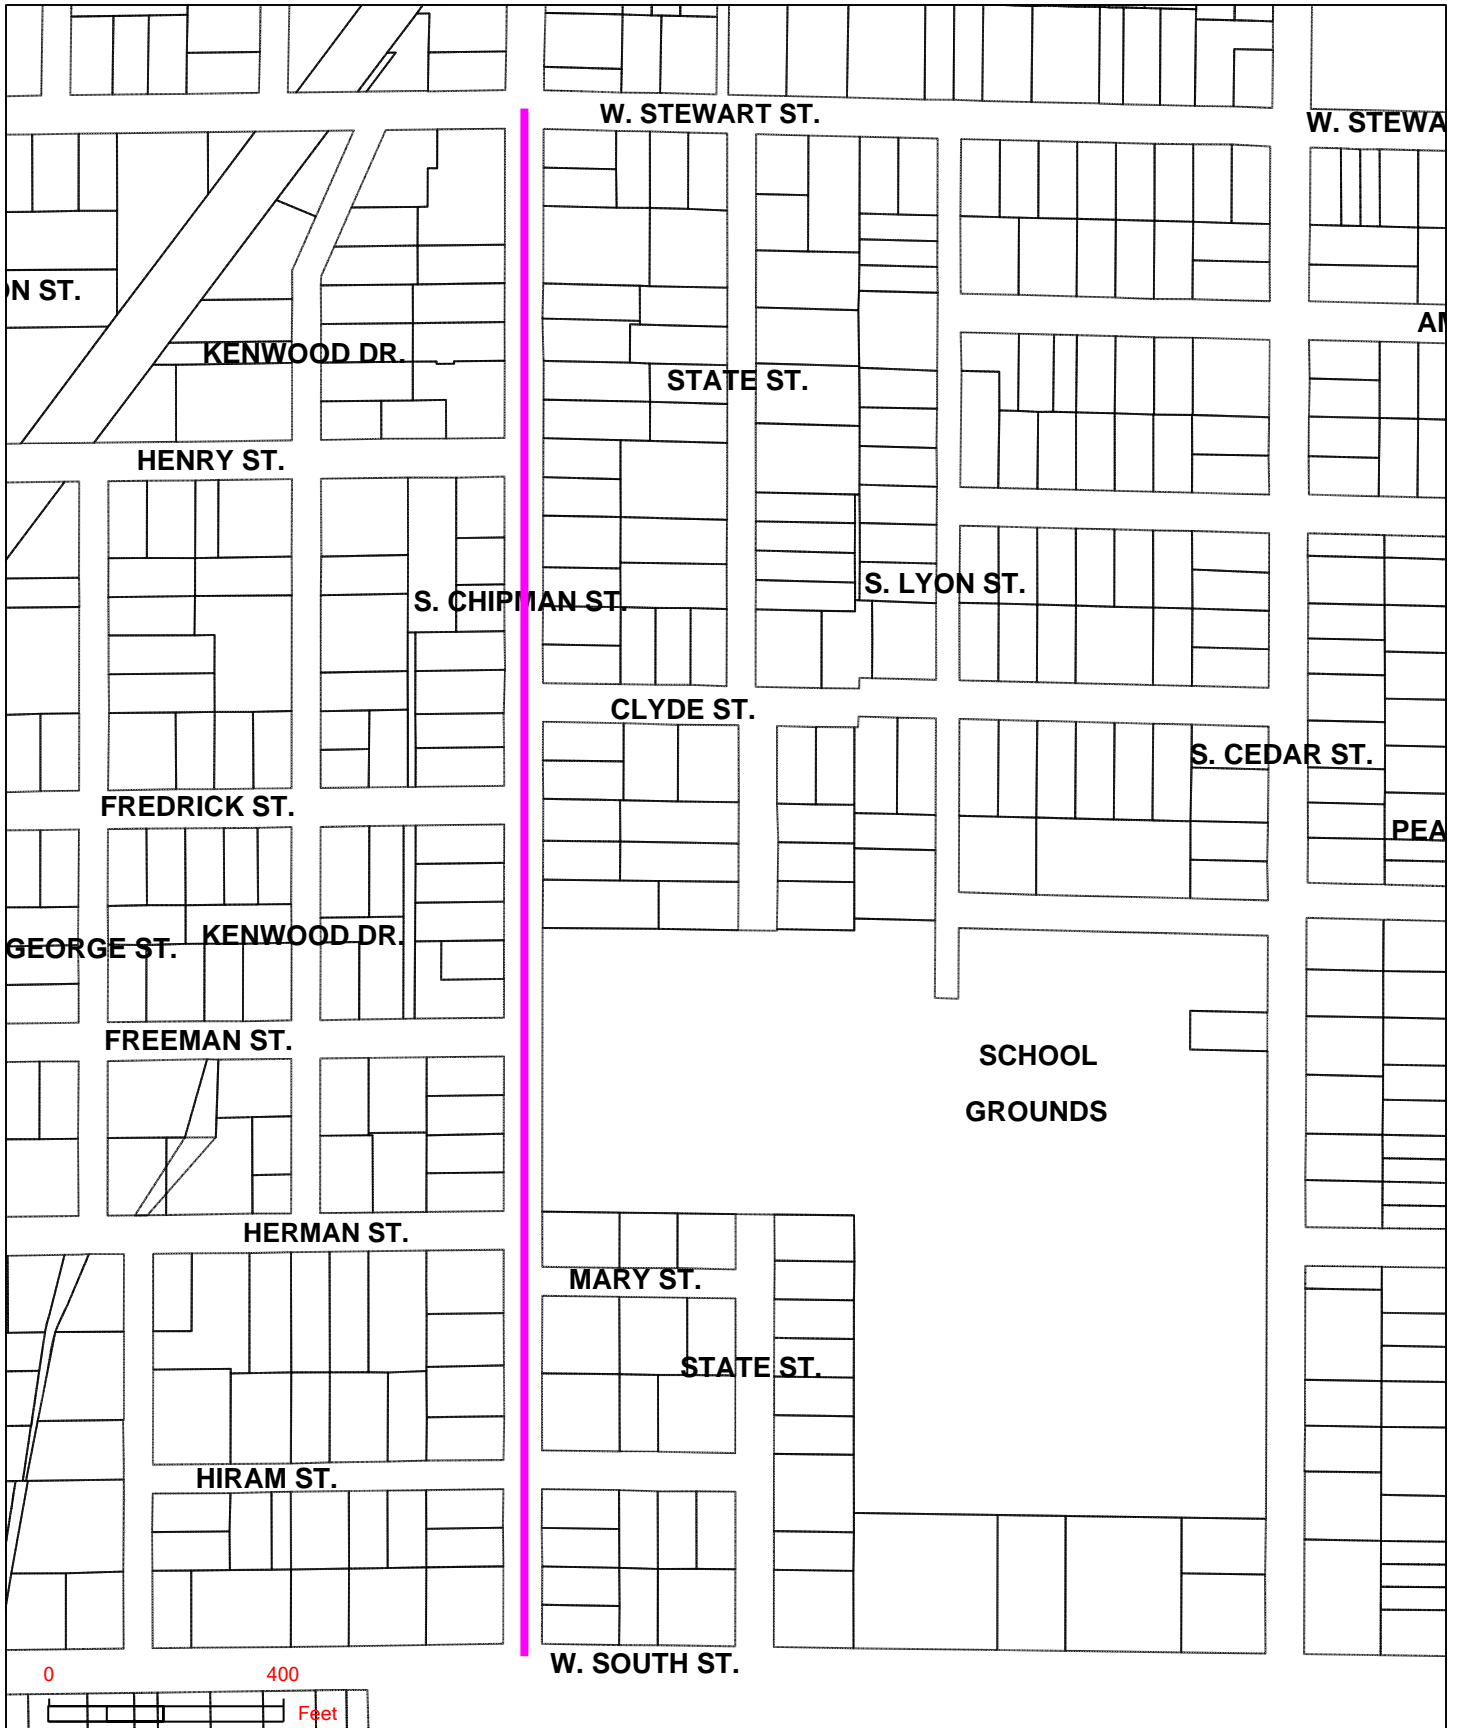 W. STEWART ST.
W. STEWA
N ST.
AM
KENWOOD DR.
STATE ST.
HENRY ST.
S. LYON ST.
S. CHIPMAN ST.
CLYDE ST.
S. CEDAR ST.
FREDRICK ST.
PEA
KENWOOD DR.
GEORGE ST.
FREEMAN ST.
SCHOOL
GROUNDS
HERMAN ST.
MARY ST.
STATE ST.
HIRAM ST.
W. SOUTH ST.
0 400
Feet